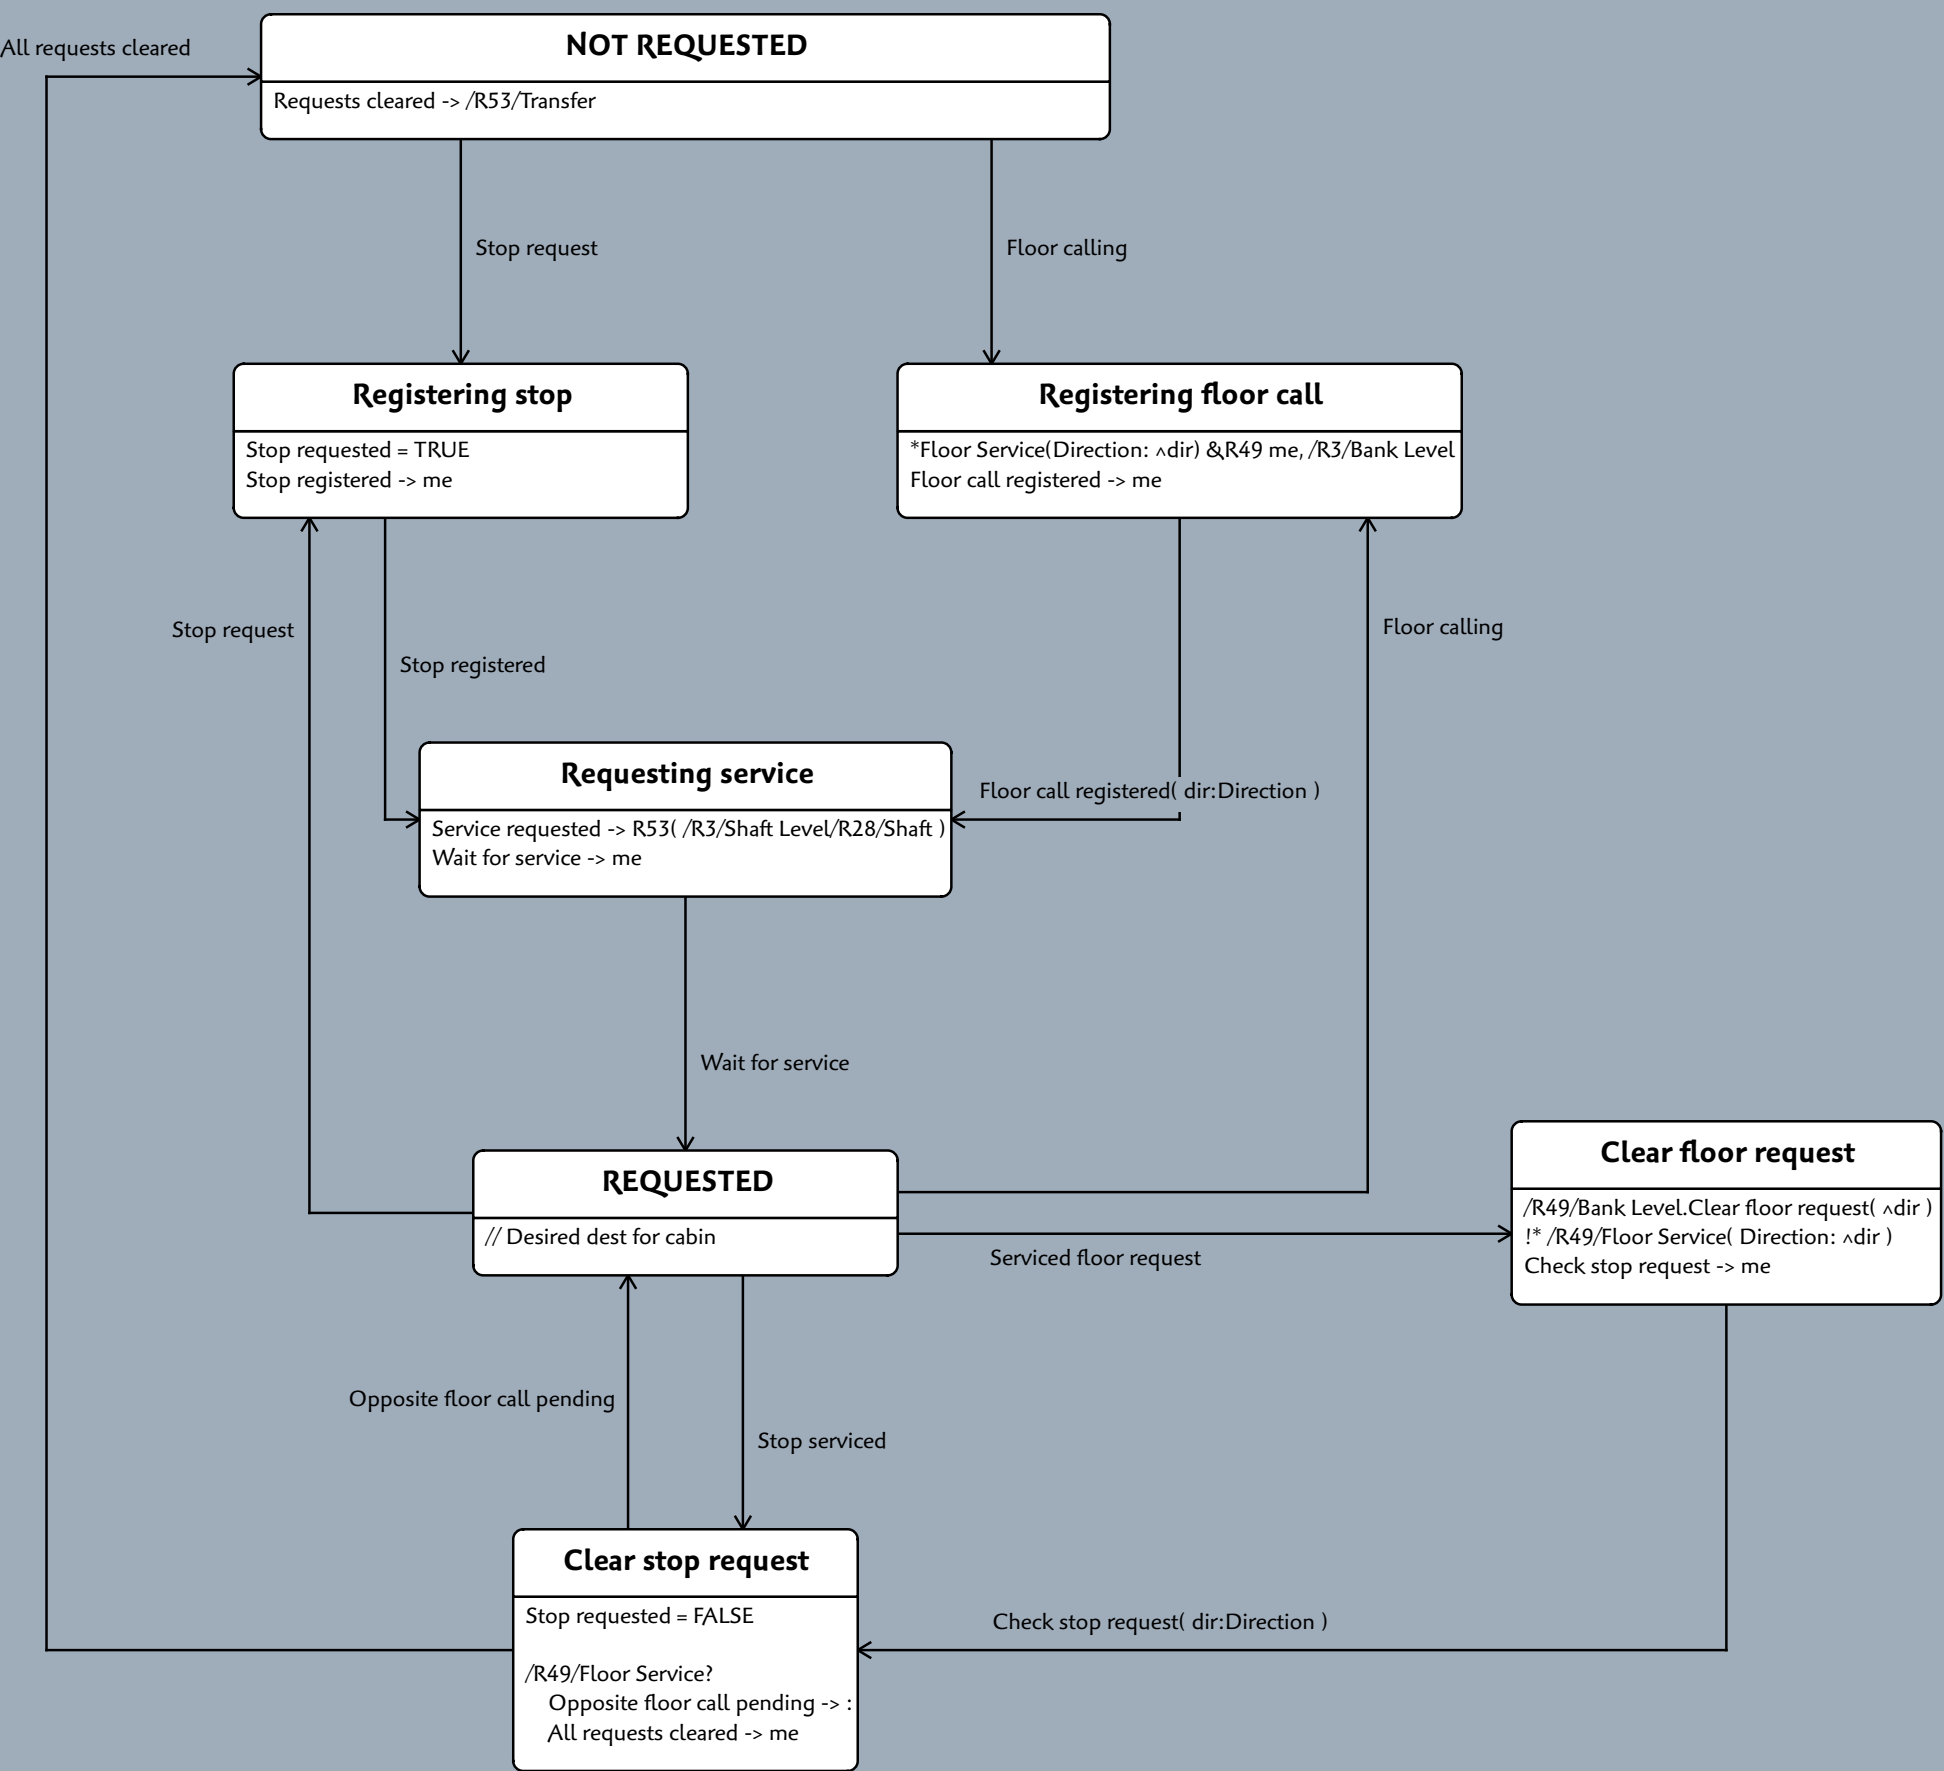 All requests cleared
NOT REQUESTED
Requests cleared -> /R53/Transfer
Stop request
Floor calling
Registering stop
Stop requested = TRUE
Stop registered -> me
Registering floor call
*Floor Service(Direction: ^dir) &R49 me, /R3/Bank Level
Floor call registered -> me
Stop request
Stop registered
Floor calling
Requesting service
Service requested -> R53( /R3/Shaft Level/R28/Shaft )
Wait for service -> me
Floor call registered( dir:Direction )
Wait for service
REQUESTED
// Desired dest for cabin
Clear floor request
/R49/Bank Level.Clear floor request( ^dir )
!* /R49/Floor Service( Direction: ^dir )
Check stop request -> me
Serviced floor request
Opposite floor call pending
Stop serviced
Clear stop request
Stop requested = FALSE
/R49/Floor Service?
Opposite floor call pending -> :
All requests cleared -> me
Check stop request( dir:Direction )